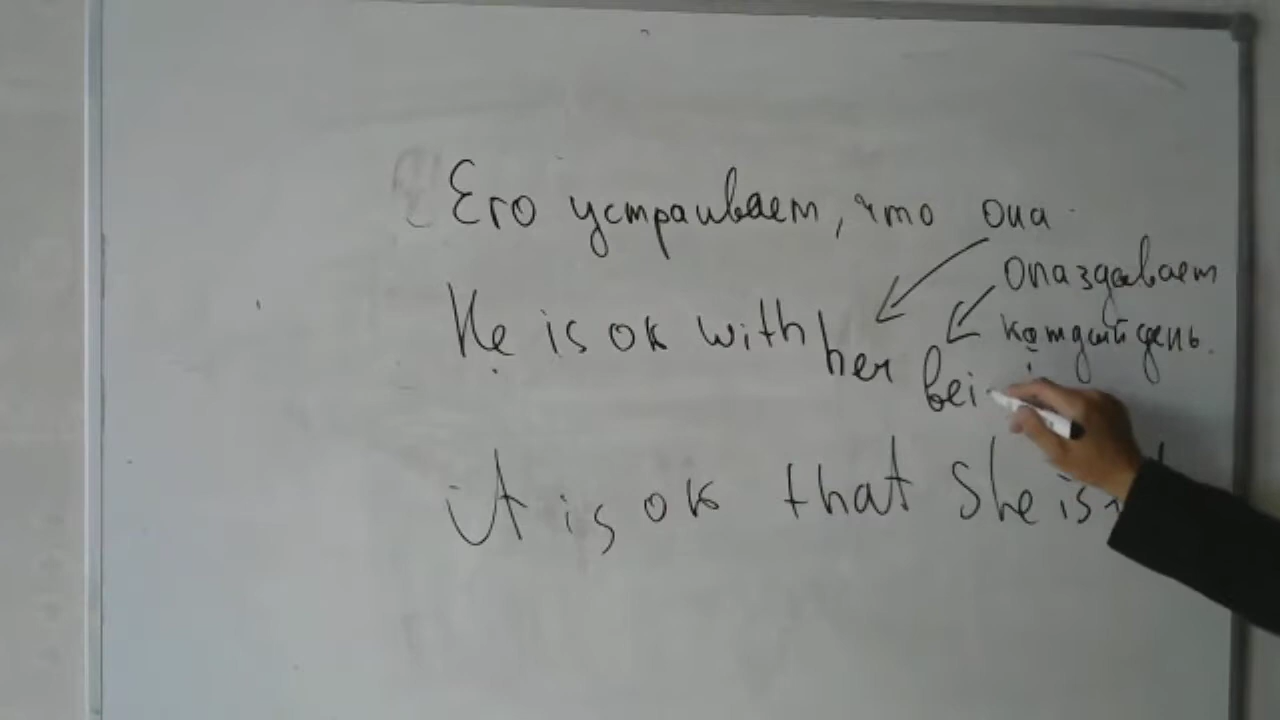 Его устраивает, что она
опаздывает
каждый день.
He is ok with her bei
it is ok that She is